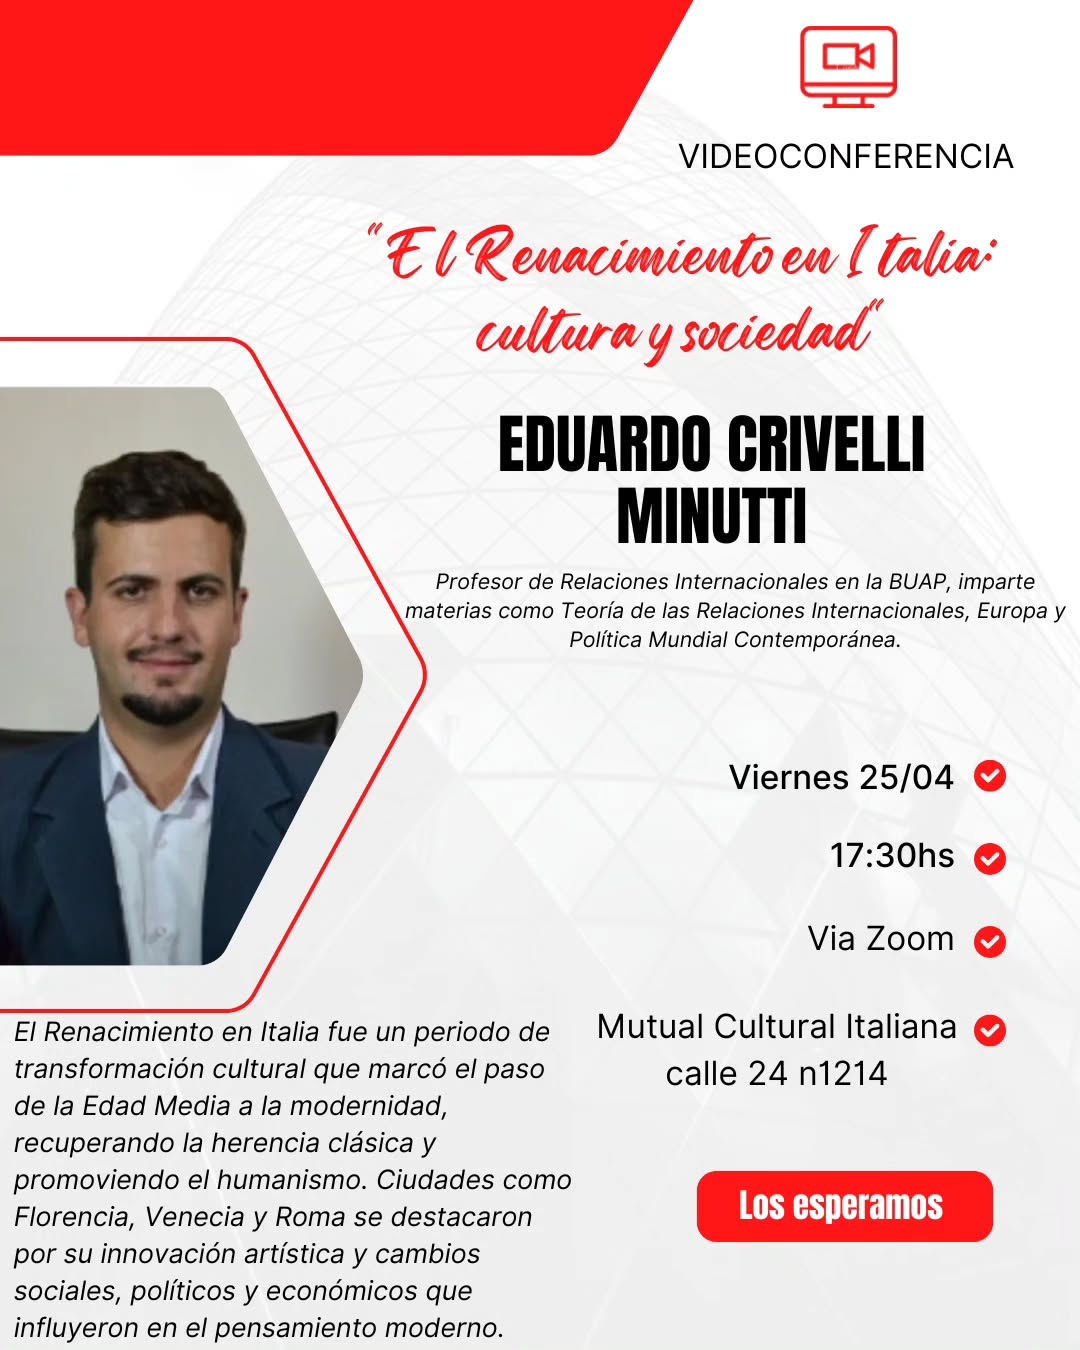 VIDEOCONFERENCIA
"El Renacimiento en Italia:
cultura y sociedad"
EDUARDO CRIVELLI
MINUTTI
Profesor de Relaciones Internacionales en la BUAP, imparte
materias como Teoría de las Relaciones Internacionales, Europa y
Política Mundial Contemporánea.
Viernes 25/04
17:30hs
Via Zoom
Mutual Cultural Italiana
calle 24 n1214
Los esperamos
El Renacimiento en Italia fue un periodo de
transformación cultural que marcó el paso
de la Edad Media a la modernidad,
recuperando la herencia clásica y
promoviendo el humanismo. Ciudades como
Florencia, Venecia y Roma se destacaron
por su innovación artística y cambios
sociales, políticos y económicos que
influyeron en el pensamiento moderno.